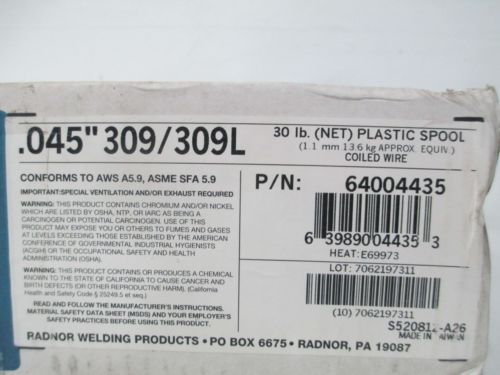 .045" 309/309L
30 lb. (NET) PLASTIC SPOOL
(1.1 mm 13.6 kg APPROX. EQUIV.)
COILED WIRE
CONFORMS TO AWS A5.9, ASME SFA 5.9
IMPORTANT:SPECIAL VENTILATION AND/OR EXHAUST REQUIRED
WARNING: THIS PRODUCT CONTAINS CHROMIUM AND/OR NICKEL
WHICH ARE LISTED BY OSHA, NTP, OR IARC AS BEING A
CARCINOGEN OR POTENTIAL CARCINOGEN. USE OF THIS
PRODUCT MAY EXPOSE YOU OR OTHERS TO FUMES AND GASES
AT LEVELS EXCEEDING THOSE ESTABLISHED BY THE AMERICAN
CONFERENCE OF GOVERNMENTAL INDUSTRIAL HYGIENISTS
(ACGIH) OR THE OCCUPATIONAL SAFETY AND HEALTH
ADMINISTRATION (OSHA).
WARNING: THIS PRODUCT CONTAINS OR PRODUCES A CHEMICAL
KNOWN TO THE STATE OF CALIFORNIA TO CAUSE CANCER AND
BIRTH DEFECTS (OR OTHER REPRODUCTIVE HARM). (California
Health and Safety Code § 25249.5 et seq.)
READ AND FOLLOW THE MANUFACTURER'S INSTRUCTIONS.
MATERIAL SAFETY DATA SHEET (MSDS) AND YOUR EMPLOYER'S
SAFETY PRACTICES BEFORE USING THIS PRODUCT.
P/N: 64004435
6 39890 04435 3
HEAT: E69973
LOT: 7062197311
(10) 7062197311
S520812-A26
MADE IN TAIWAN
RADNOR WELDING PRODUCTS • PO BOX 6675 • RADNOR, PA 19087